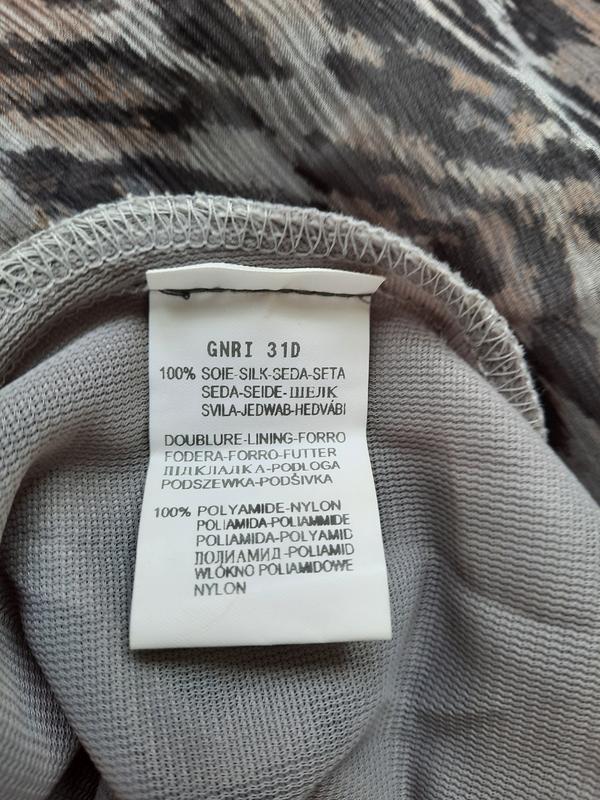 GNRI 31D
100% SOIE-SILK-SEDA-SETA
SEDA-SEIDE-ШЕЛК
SVILA-JEDWAB-HEDVÁBI
DOUBLURE-LINING-FORRO
FODERA-FORRO-FUTTER
ПІДКЛАДКА-PODLOGA
PODSZEWKA-PODŠIVKA
100% POLYAMIDE-NYLON
POLIAMIDA-POLIAMMIDE
POLIAMIDA-POLYAMID
ПОЛИАМИД-POLIAMID
WLÓKNO POLIAMIDOWE
NYLON